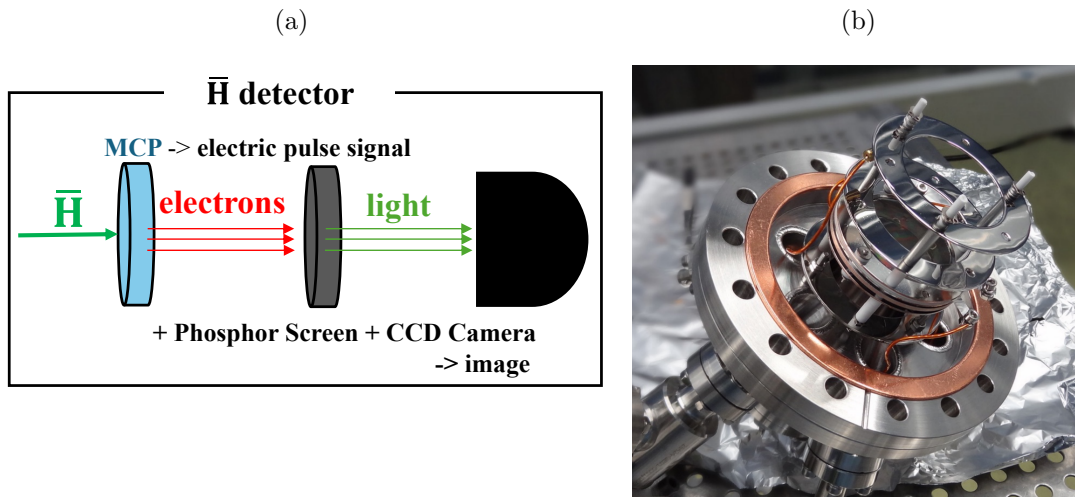 (a)
(b)
H̅ detector
MCP -> electric pulse signal
H̅
electrons
light
+ Phosphor Screen + CCD Camera
-> image